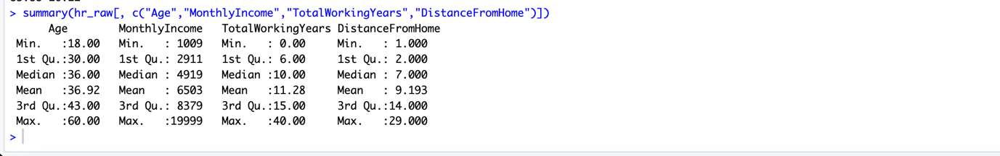 > summary(hr_raw[, c("Age","MonthlyIncome","TotalWorkingYears","DistanceFromHome")])
      Age         MonthlyIncome   TotalWorkingYears DistanceFromHome
 Min.   :18.00   Min.   : 1009   Min.   : 0.00     Min.   : 1.000
 1st Qu.:30.00   1st Qu.: 2911   1st Qu.: 6.00     1st Qu.: 2.000
 Median :36.00   Median : 4919   Median :10.00     Median : 7.000
 Mean   :36.92   Mean   : 6503   Mean   :11.28     Mean   : 9.193
 3rd Qu.:43.00   3rd Qu.: 8379   3rd Qu.:15.00     3rd Qu.:14.000
 Max.   :60.00   Max.   :19999   Max.   :40.00     Max.   :29.000
>